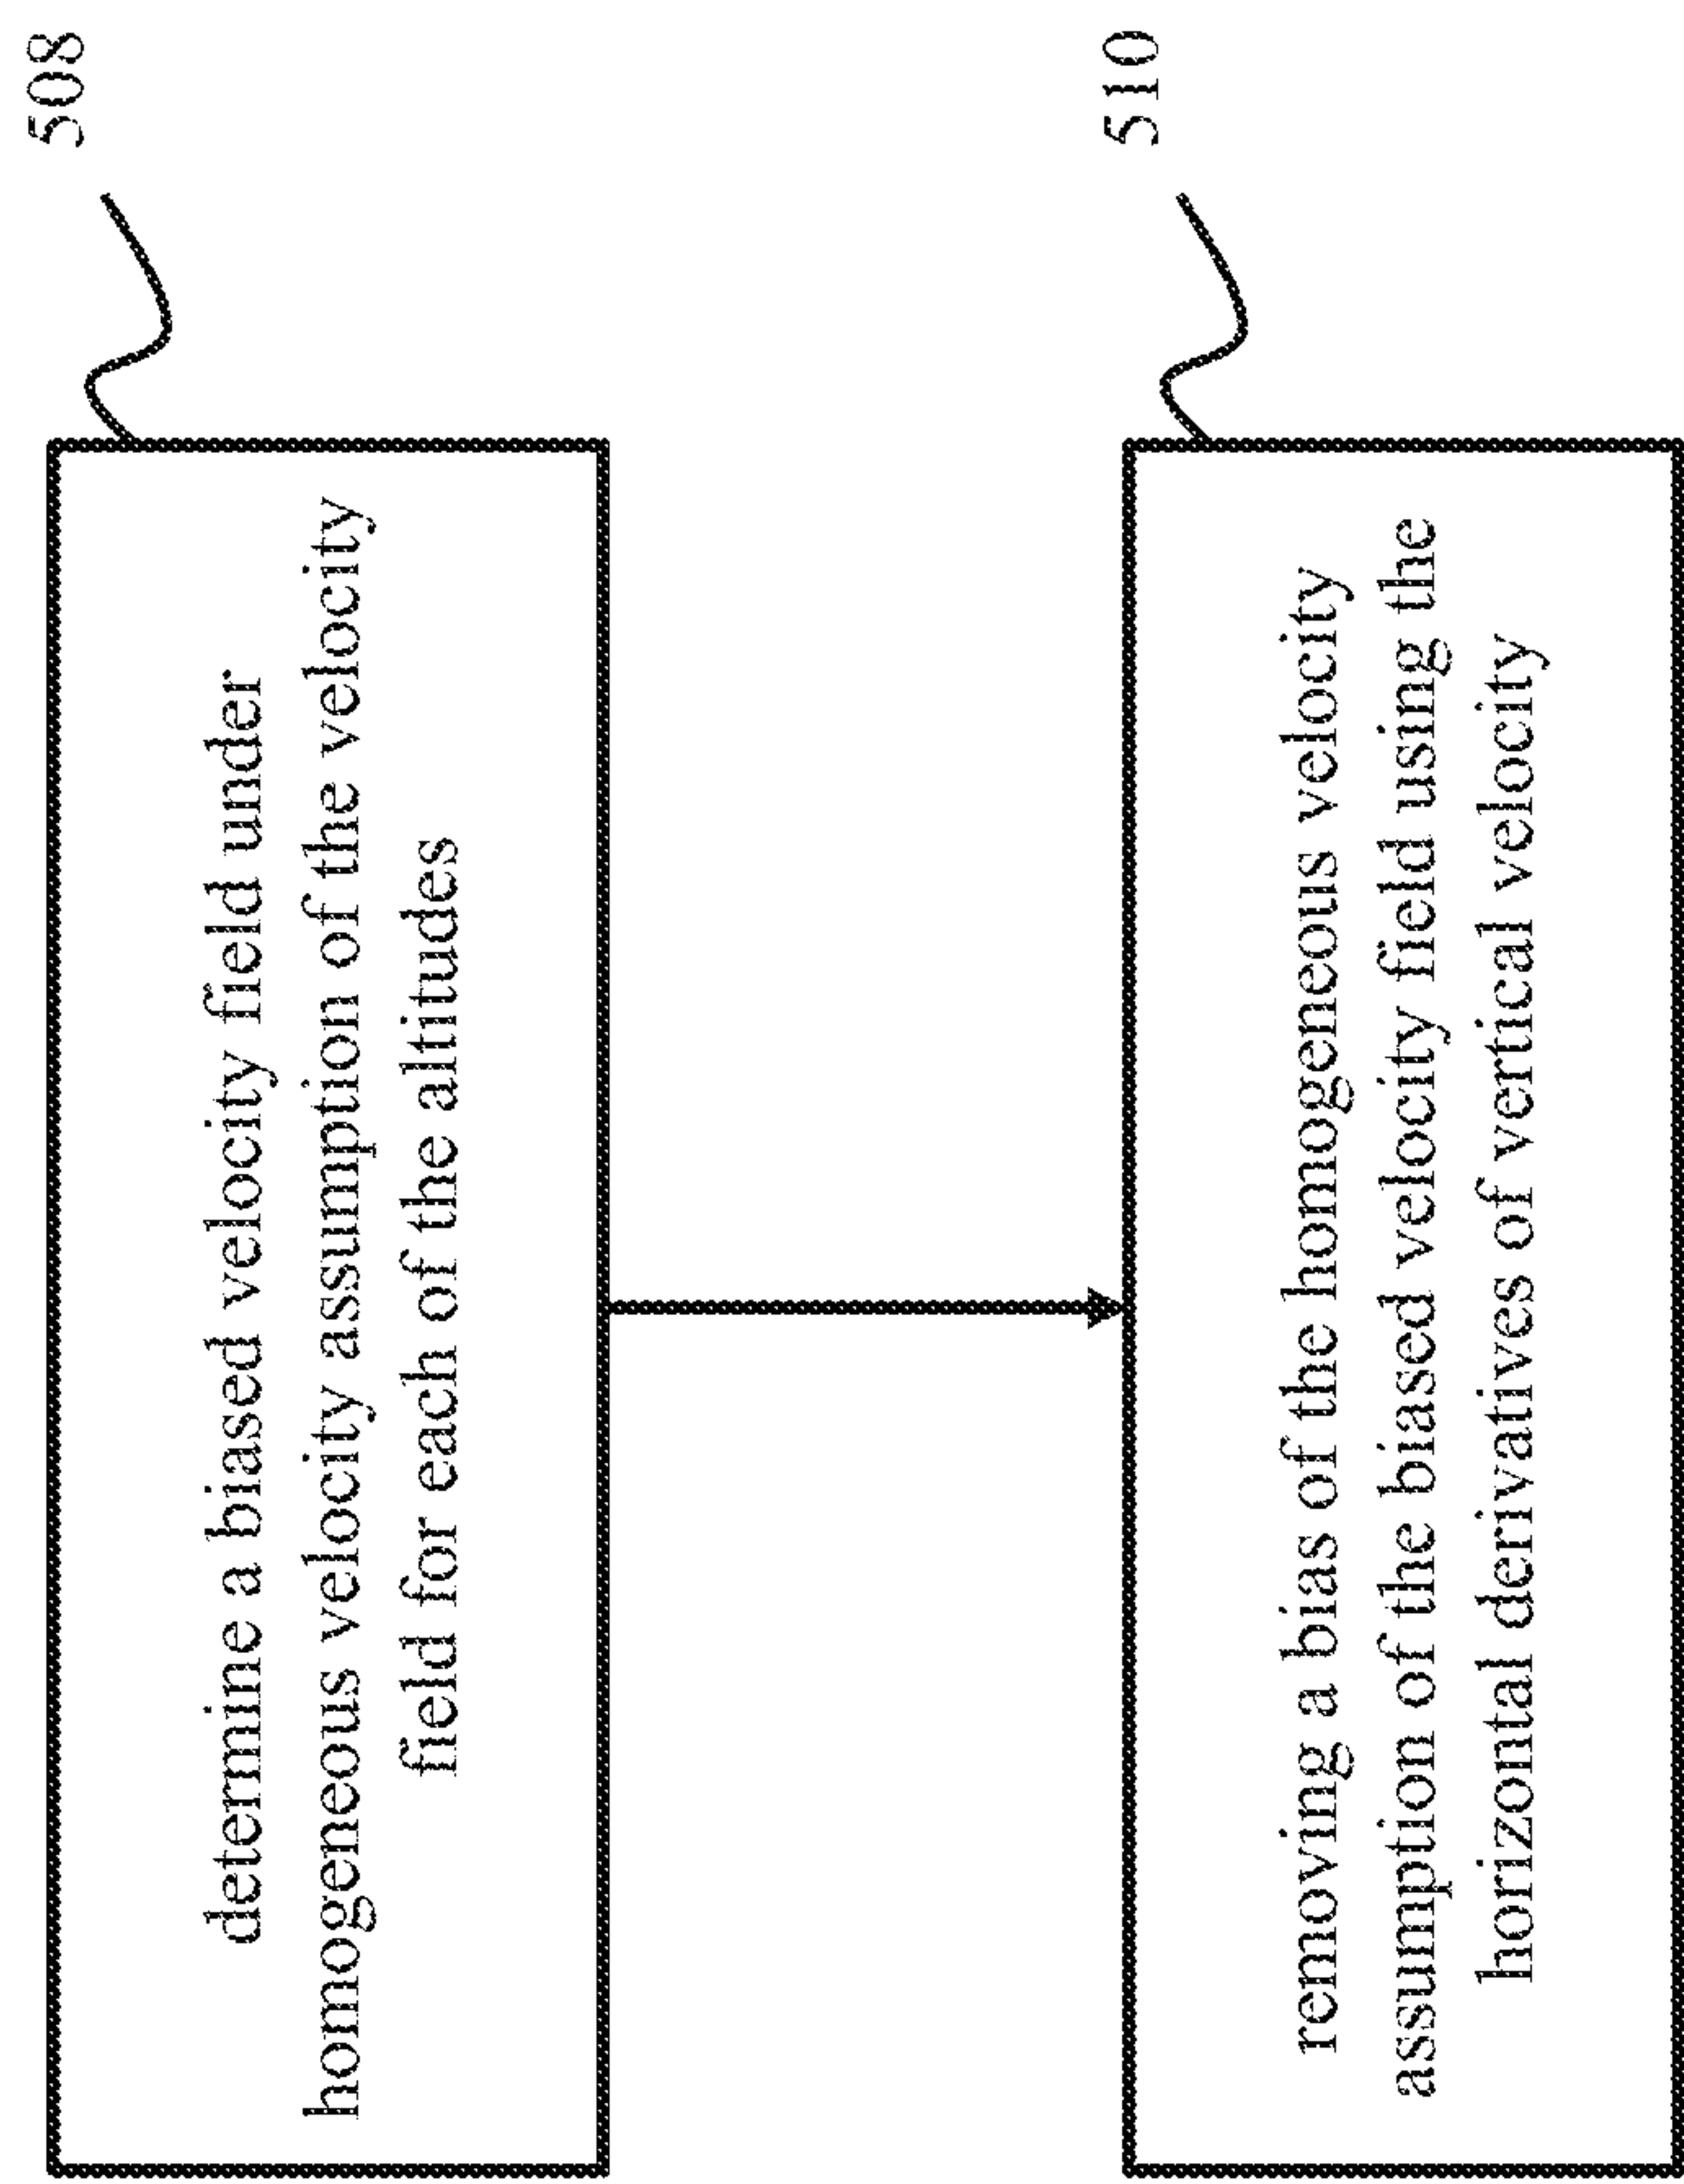 508
determine a biased velocity field under
homogeneous velocity assumption of the velocity
field for each of the altitudes
510
removing a bias of the homogeneous velocity
assumption of the biased velocity field using the
horizontal derivatives of vertical velocity